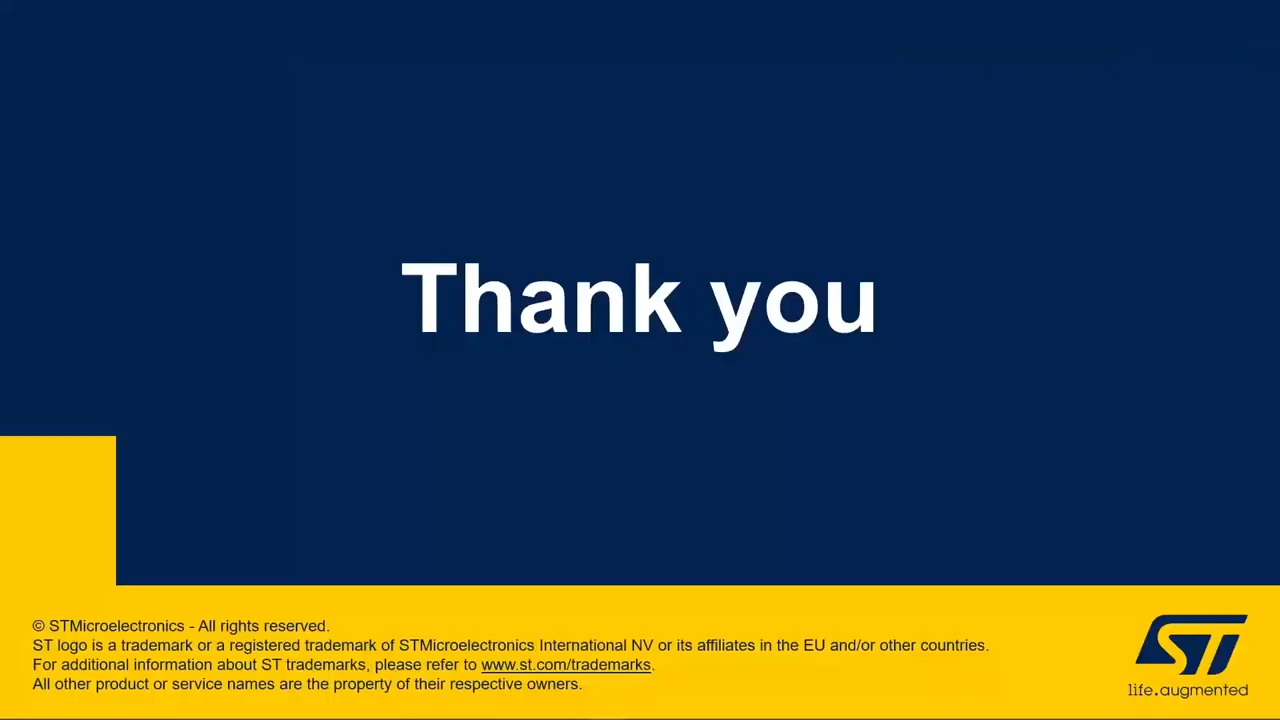 Thank you
© STMicroelectronics - All rights reserved.
ST logo is a trademark or a registered trademark of STMicroelectronics International NV or its affiliates in the EU and/or other countries.
For additional information about ST trademarks, please refer to www.st.com/trademarks.
All other product or service names are the property of their respective owners.
ST
life.augmented